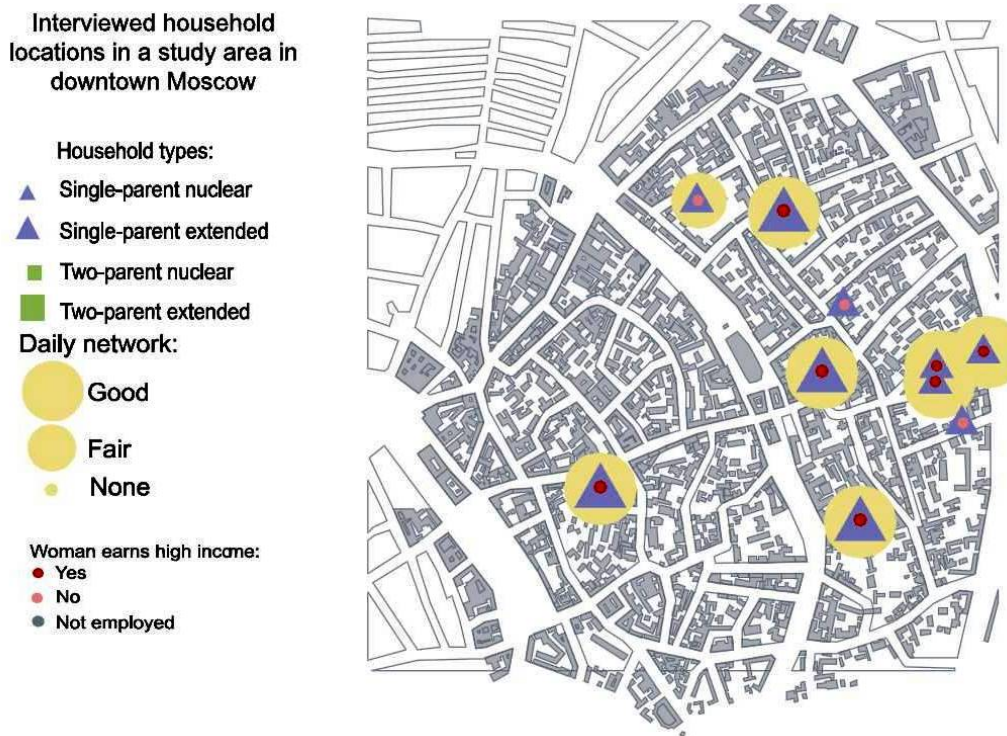 Interviewed household
locations in a study area in
downtown Moscow
Household types:
Single-parent nuclear
Single-parent extended
Two-parent nuclear
Two-parent extended
Daily network:
Good
Fair
None
Woman earns high income:
Yes
No
Not employed